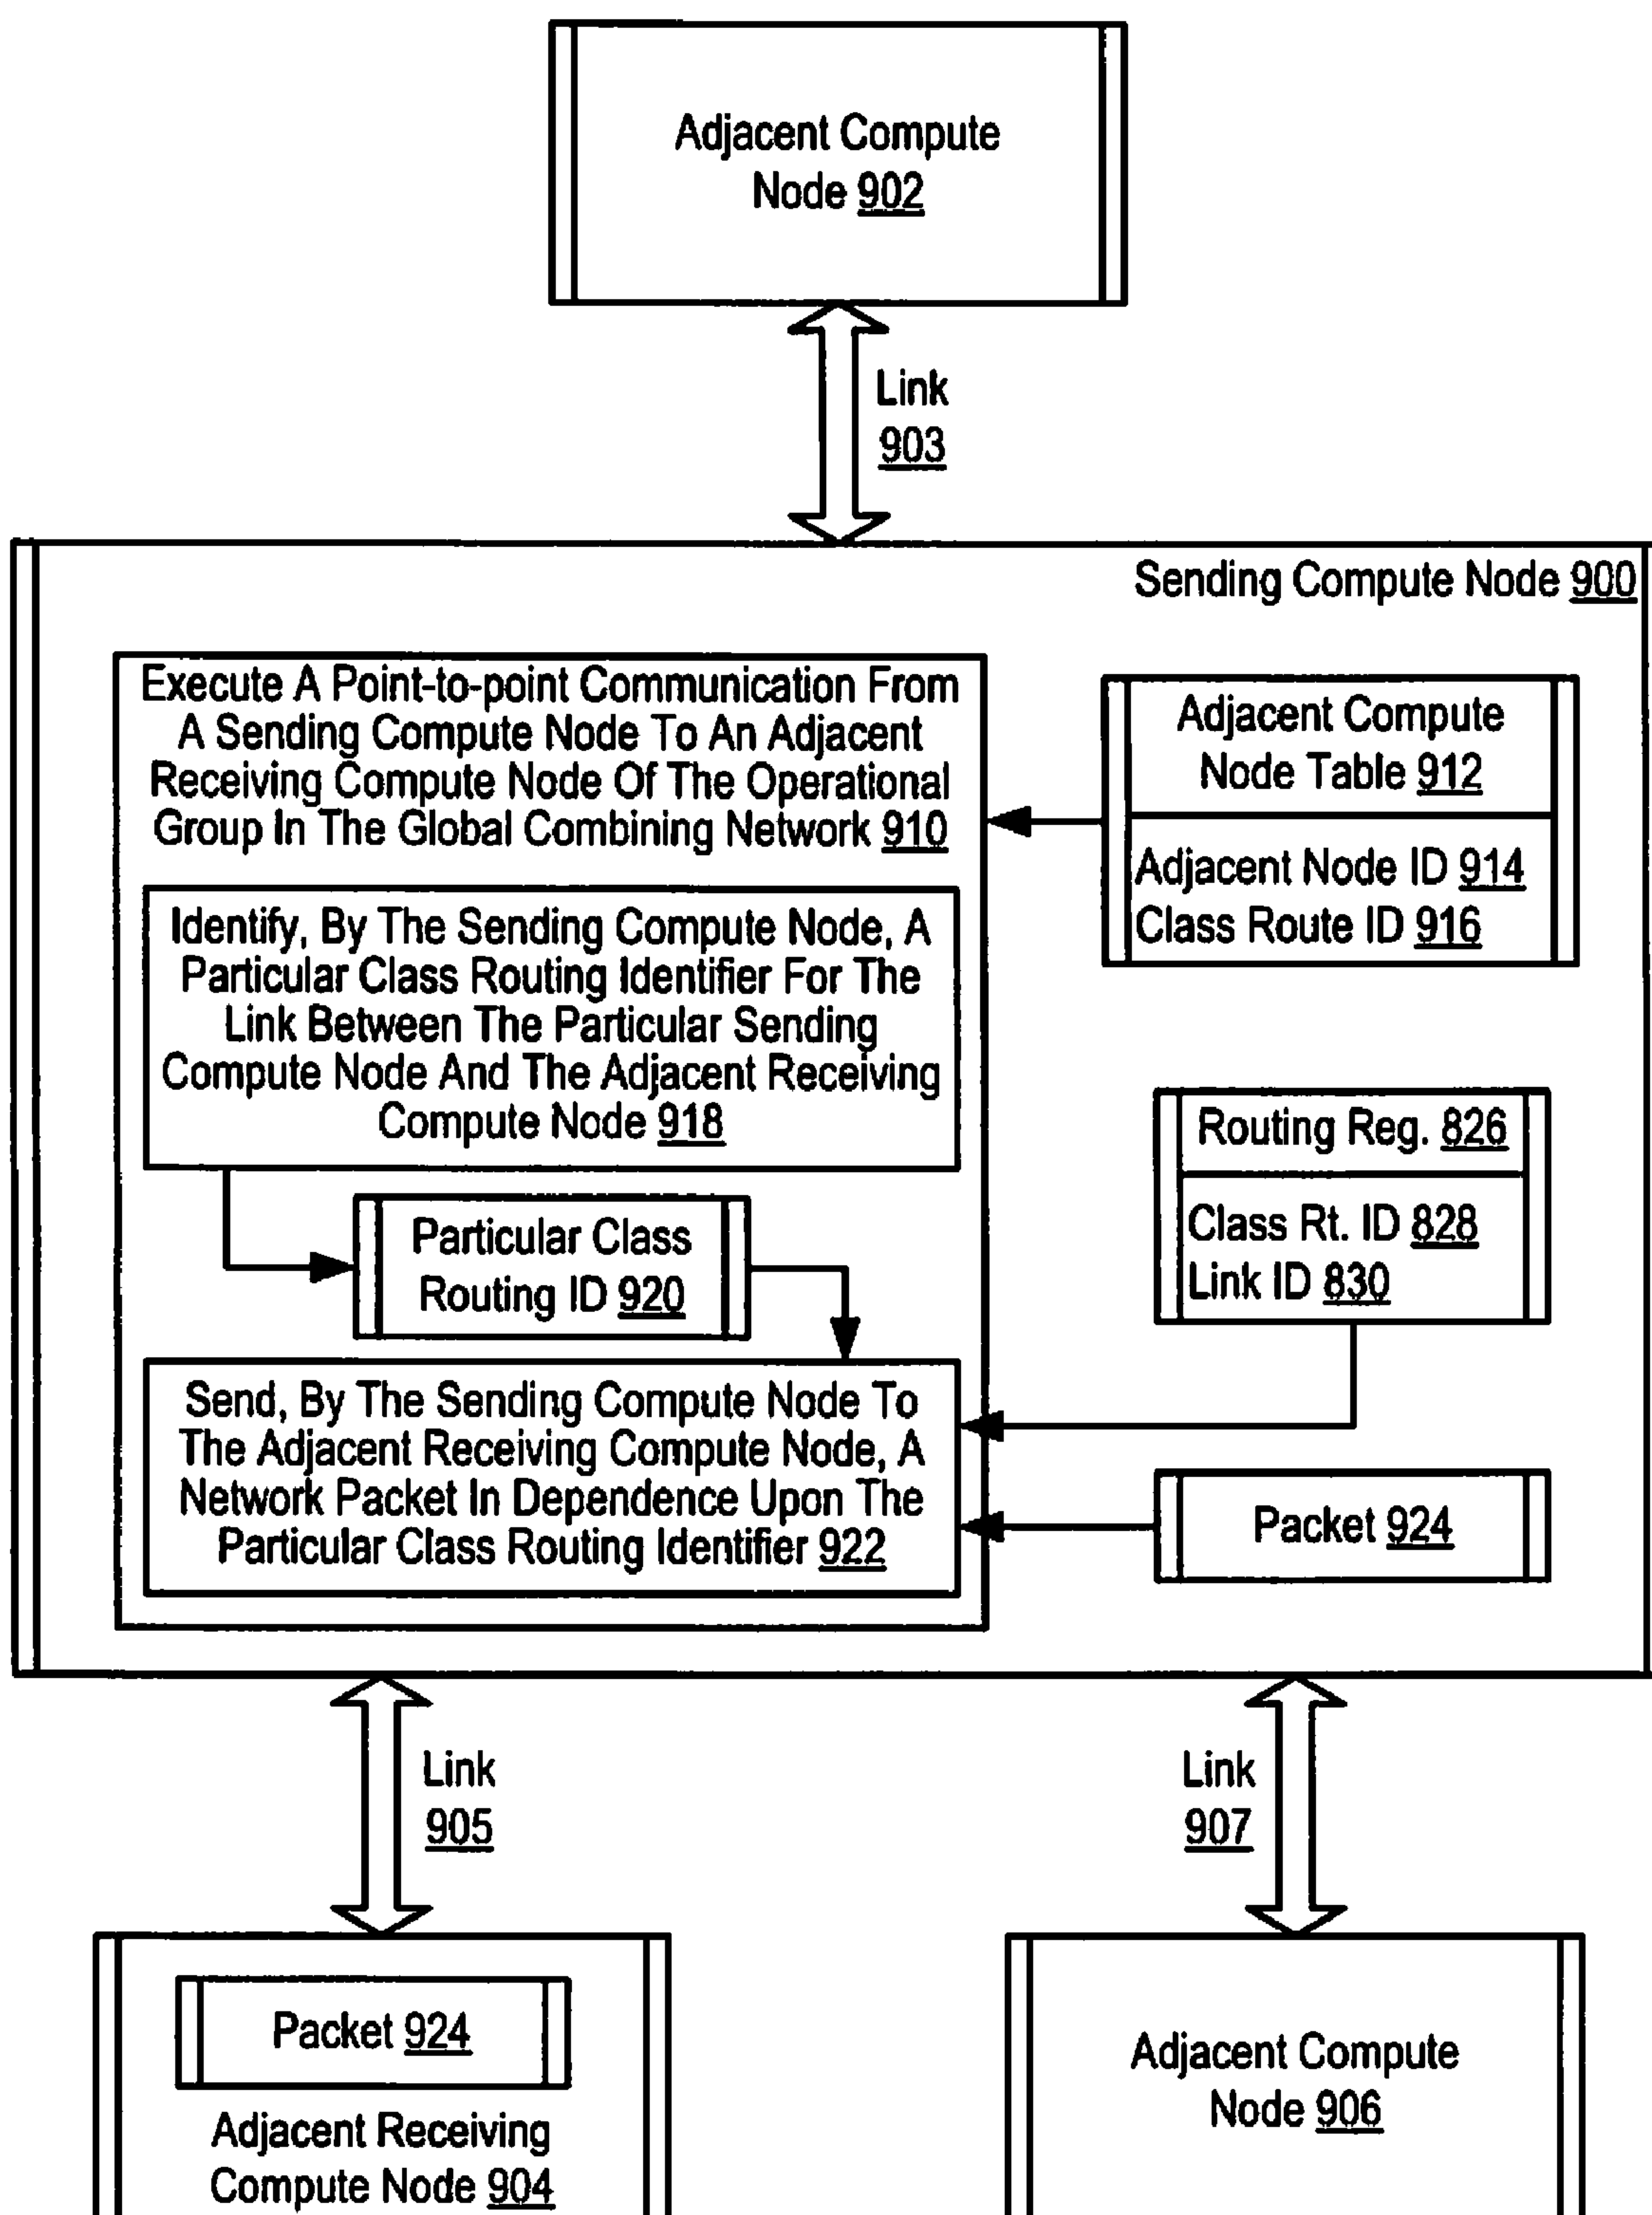 Adjacent Compute
Node 902
Link
903
Sending Compute Node 900
Execute A Point-to-point Communication From
A Sending Compute Node To An Adjacent
Receiving Compute Node Of The Operational
Group In The Global Combining Network 910
Adjacent Compute
Node Table 912
Adjacent Node ID 914
Class Route ID 916
Identify, By The Sending Compute Node, A
Particular Class Routing Identifier For The
Link Between The Particular Sending
Compute Node And The Adjacent Receiving
Compute Node 918
Routing Reg. 826
Class Rt. ID 828
Link ID 830
Particular Class
Routing ID 920
Send, By The Sending Compute Node To
The Adjacent Receiving Compute Node, A
Network Packet In Dependence Upon The
Particular Class Routing Identifier 922
Packet 924
Link
905
Link
907
Packet 924
Adjacent Receiving
Compute Node 904
Adjacent Compute
Node 906